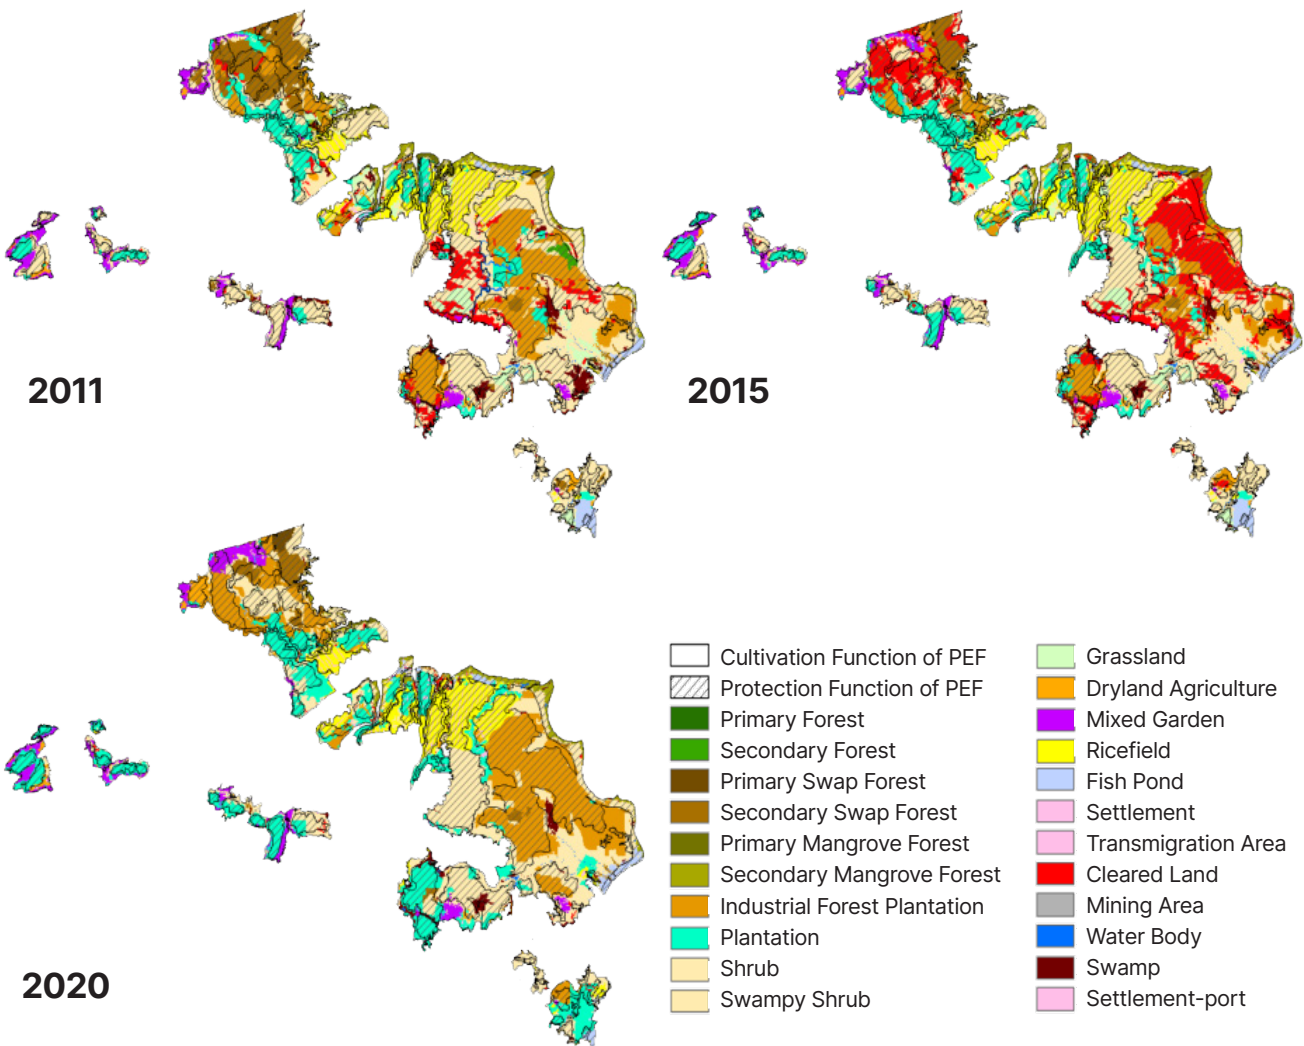 2011
2015
2020
Cultivation Function of PEF
Protection Function of PEF
Primary Forest
Secondary Forest
Primary Swap Forest
Secondary Swap Forest
Primary Mangrove Forest
Secondary Mangrove Forest
Industrial Forest Plantation
Plantation
Shrub
Swampy Shrub
Grassland
Dryland Agriculture
Mixed Garden
Ricefield
Fish Pond
Settlement
Transmigration Area
Cleared Land
Mining Area
Water Body
Swamp
Settlement-port